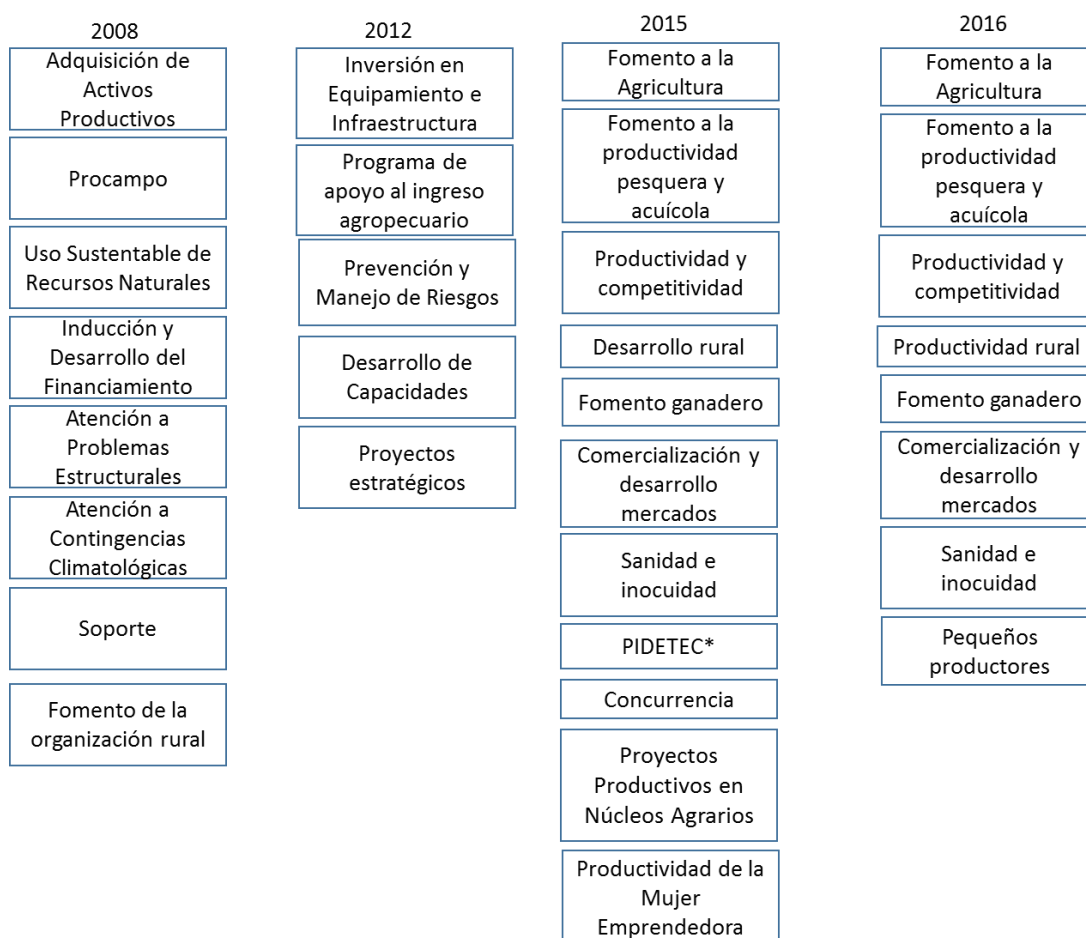 2008
Adquisición de
Activos
Productivos
Procampo
Uso Sustentable de
Recursos Naturales
Inducción y
Desarrollo del
Financiamiento
Atención a
Problemas
Estructurales
Atención a
Contingencias
Climatológicas
Soporte
Fomento de la
organización rural
2012
Inversión en
Equipamiento e
Infraestructura
Programa de
apoyo al ingreso
agropecuario
Prevención y
Manejo de Riesgos
Desarrollo de
Capacidades
Proyectos
estratégicos
2015
Fomento a la
Agricultura
Fomento a la
productividad
pesquera y
acuícola
Productividad y
competitividad
Desarrollo rural
Fomento ganadero
Comercialización y
desarrollo
mercados
Sanidad e
inocuidad
PIDETEC*
Concurrencia
Proyectos
Productivos en
Núcleos Agrarios
Productividad de la
Mujer
Emprendedora
2016
Fomento a la
Agricultura
Fomento a la
productividad
pesquera y
acuícola
Productividad y
competitividad
Productividad rural
Fomento ganadero
Comercialización y
desarrollo
mercados
Sanidad e
inocuidad
Pequeños
productores